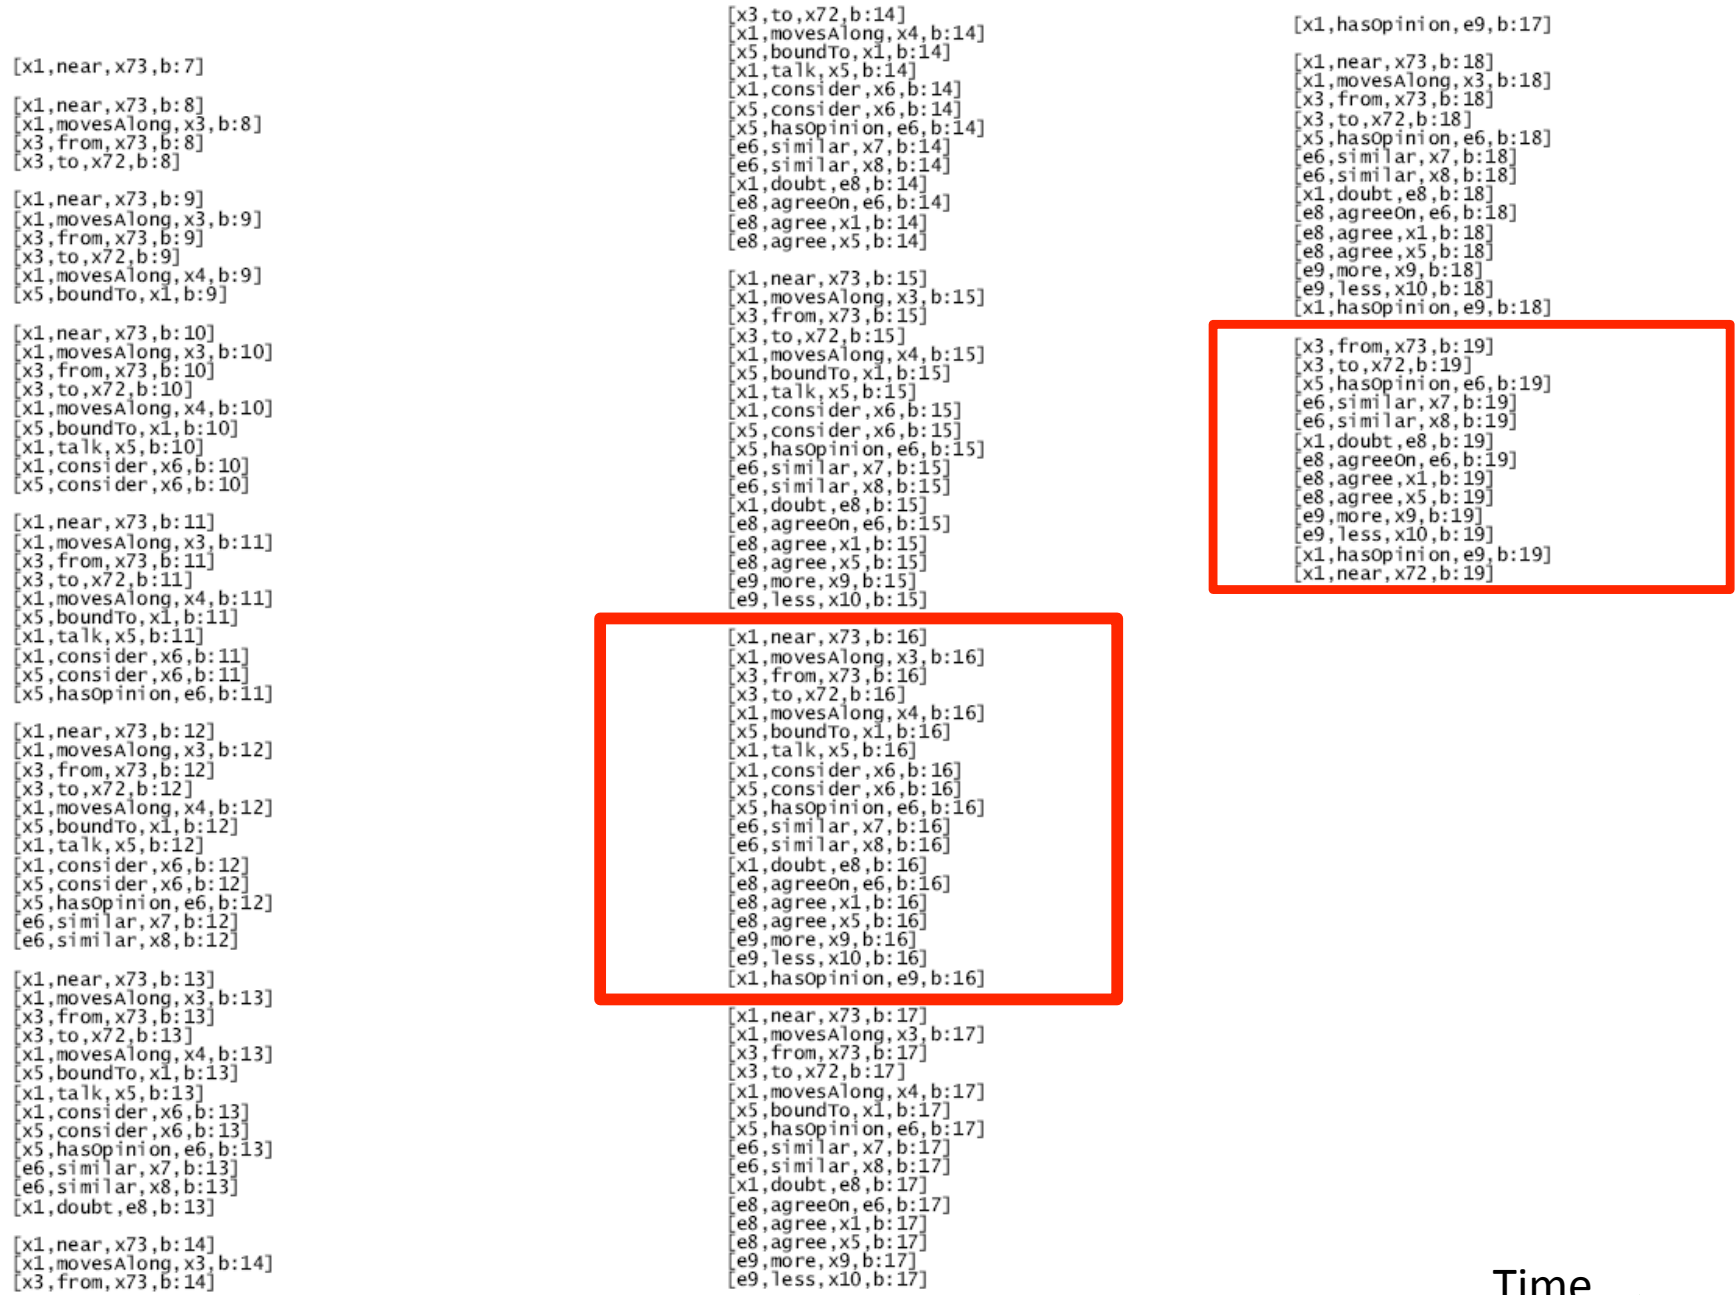 [x1,near,x73,b:7]
[x1,near,x73,b:8]
[x1,movesAlong,x3,b:8]
[x3,from,x73,b:8]
[x3,to,x72,b:8]
[x1,near,x73,b:9]
[x1,movesAlong,x3,b:9]
[x3,from,x73,b:9]
[x3,to,x72,b:9]
[x1,movesAlong,x4,b:9]
[x5,boundTo,x1,b:9]
[x1,near,x73,b:10]
[x1,movesAlong,x3,b:10]
[x3,from,x73,b:10]
[x3,to,x72,b:10]
[x1,movesAlong,x4,b:10]
[x5,boundTo,x1,b:10]
[x1,talk,x5,b:10]
[x1,consider,x6,b:10]
[x5,consider,x6,b:10]
[x1,near,x73,b:11]
[x1,movesAlong,x3,b:11]
[x3,from,x73,b:11]
[x3,to,x72,b:11]
[x1,movesAlong,x4,b:11]
[x5,boundTo,x1,b:11]
[x1,talk,x5,b:11]
[x1,consider,x6,b:11]
[x5,consider,x6,b:11]
[x5,hasOpinion,e6,b:11]
[x1,near,x73,b:12]
[x1,movesAlong,x3,b:12]
[x3,from,x73,b:12]
[x3,to,x72,b:12]
[x1,movesAlong,x4,b:12]
[x5,boundTo,x1,b:12]
[x1,talk,x5,b:12]
[x1,consider,x6,b:12]
[x5,consider,x6,b:12]
[x5,hasOpinion,e6,b:12]
[e6,similar,x7,b:12]
[e6,similar,x8,b:12]
[x1,near,x73,b:13]
[x1,movesAlong,x3,b:13]
[x3,from,x73,b:13]
[x3,to,x72,b:13]
[x1,movesAlong,x4,b:13]
[x5,boundTo,x1,b:13]
[x1,talk,x5,b:13]
[x1,consider,x6,b:13]
[x5,consider,x6,b:13]
[x5,hasOpinion,e6,b:13]
[e6,similar,x7,b:13]
[e6,similar,x8,b:13]
[x1,doubt,e8,b:13]
[x1,near,x73,b:14]
[x1,movesAlong,x3,b:14]
[x3,from,x73,b:14]
[x3,to,x72,b:14]
[x1,movesAlong,x4,b:14]
[x5,boundTo,x1,b:14]
[x1,talk,x5,b:14]
[x1,consider,x6,b:14]
[x5,consider,x6,b:14]
[x5,hasOpinion,e6,b:14]
[e6,similar,x7,b:14]
[e6,similar,x8,b:14]
[x1,doubt,e8,b:14]
[e8,agreeOn,e6,b:14]
[e8,agree,x1,b:14]
[e8,agree,x5,b:14]
[x1,near,x73,b:15]
[x1,movesAlong,x3,b:15]
[x3,from,x73,b:15]
[x3,to,x72,b:15]
[x1,movesAlong,x4,b:15]
[x5,boundTo,x1,b:15]
[x1,talk,x5,b:15]
[x1,consider,x6,b:15]
[x5,consider,x6,b:15]
[x5,hasOpinion,e6,b:15]
[e6,similar,x7,b:15]
[e6,similar,x8,b:15]
[x1,doubt,e8,b:15]
[e8,agreeOn,e6,b:15]
[e8,agree,x1,b:15]
[e8,agree,x5,b:15]
[e9,more,x9,b:15]
[e9,less,x10,b:15]
[x1,near,x73,b:16]
[x1,movesAlong,x3,b:16]
[x3,from,x73,b:16]
[x3,to,x72,b:16]
[x1,movesAlong,x4,b:16]
[x5,boundTo,x1,b:16]
[x1,talk,x5,b:16]
[x1,consider,x6,b:16]
[x5,consider,x6,b:16]
[x5,hasOpinion,e6,b:16]
[e6,similar,x7,b:16]
[e6,similar,x8,b:16]
[x1,doubt,e8,b:16]
[e8,agreeOn,e6,b:16]
[e8,agree,x1,b:16]
[e8,agree,x5,b:16]
[e9,more,x9,b:16]
[e9,less,x10,b:16]
[x1,hasOpinion,e9,b:16]
[x1,near,x73,b:17]
[x1,movesAlong,x3,b:17]
[x3,from,x73,b:17]
[x3,to,x72,b:17]
[x1,movesAlong,x4,b:17]
[x5,boundTo,x1,b:17]
[x5,hasOpinion,e6,b:17]
[e6,similar,x7,b:17]
[e6,similar,x8,b:17]
[x1,doubt,e8,b:17]
[e8,agreeOn,e6,b:17]
[e8,agree,x1,b:17]
[e8,agree,x5,b:17]
[e9,more,x9,b:17]
[e9,less,x10,b:17]
[x1,hasOpinion,e9,b:17]
[x1,near,x73,b:18]
[x1,movesAlong,x3,b:18]
[x3,from,x73,b:18]
[x3,to,x72,b:18]
[x5,hasOpinion,e6,b:18]
[e6,similar,x7,b:18]
[e6,similar,x8,b:18]
[x1,doubt,e8,b:18]
[e8,agreeOn,e6,b:18]
[e8,agree,x1,b:18]
[e8,agree,x5,b:18]
[e9,more,x9,b:18]
[e9,less,x10,b:18]
[x1,hasOpinion,e9,b:18]
[x3,from,x73,b:19]
[x3,to,x72,b:19]
[x5,hasOpinion,e6,b:19]
[e6,similar,x7,b:19]
[e6,similar,x8,b:19]
[x1,doubt,e8,b:19]
[e8,agreeOn,e6,b:19]
[e8,agree,x1,b:19]
[e8,agree,x5,b:19]
[e9,more,x9,b:19]
[e9,less,x10,b:19]
[x1,hasOpinion,e9,b:19]
[x1,near,x72,b:19]
Time